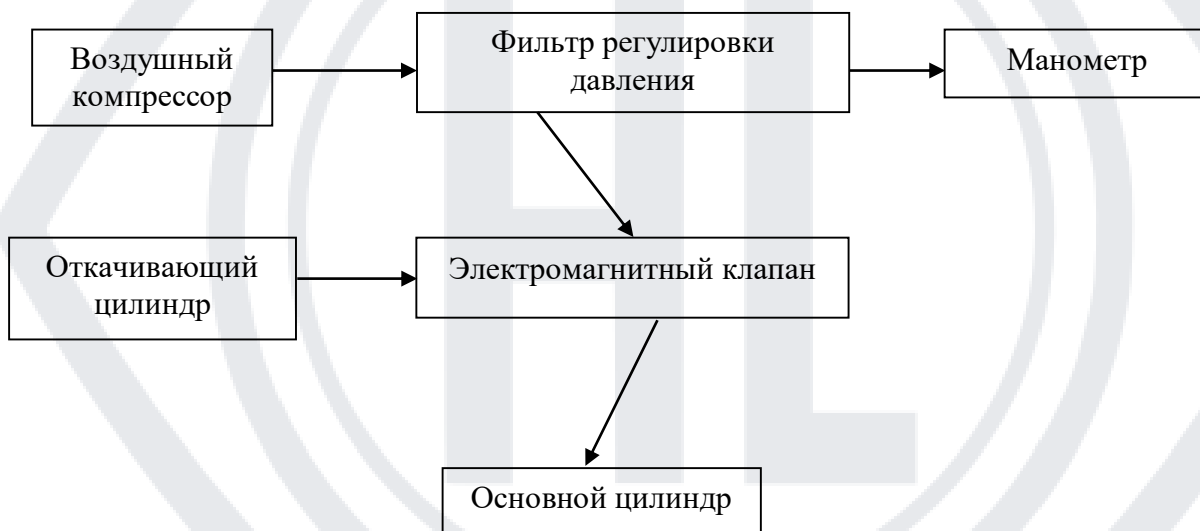 Воздушный
компрессор
Фильтр регулировки
давления
Манометр
Откачивающий
цилиндр
Электромагнитный клапан
Основной цилиндр